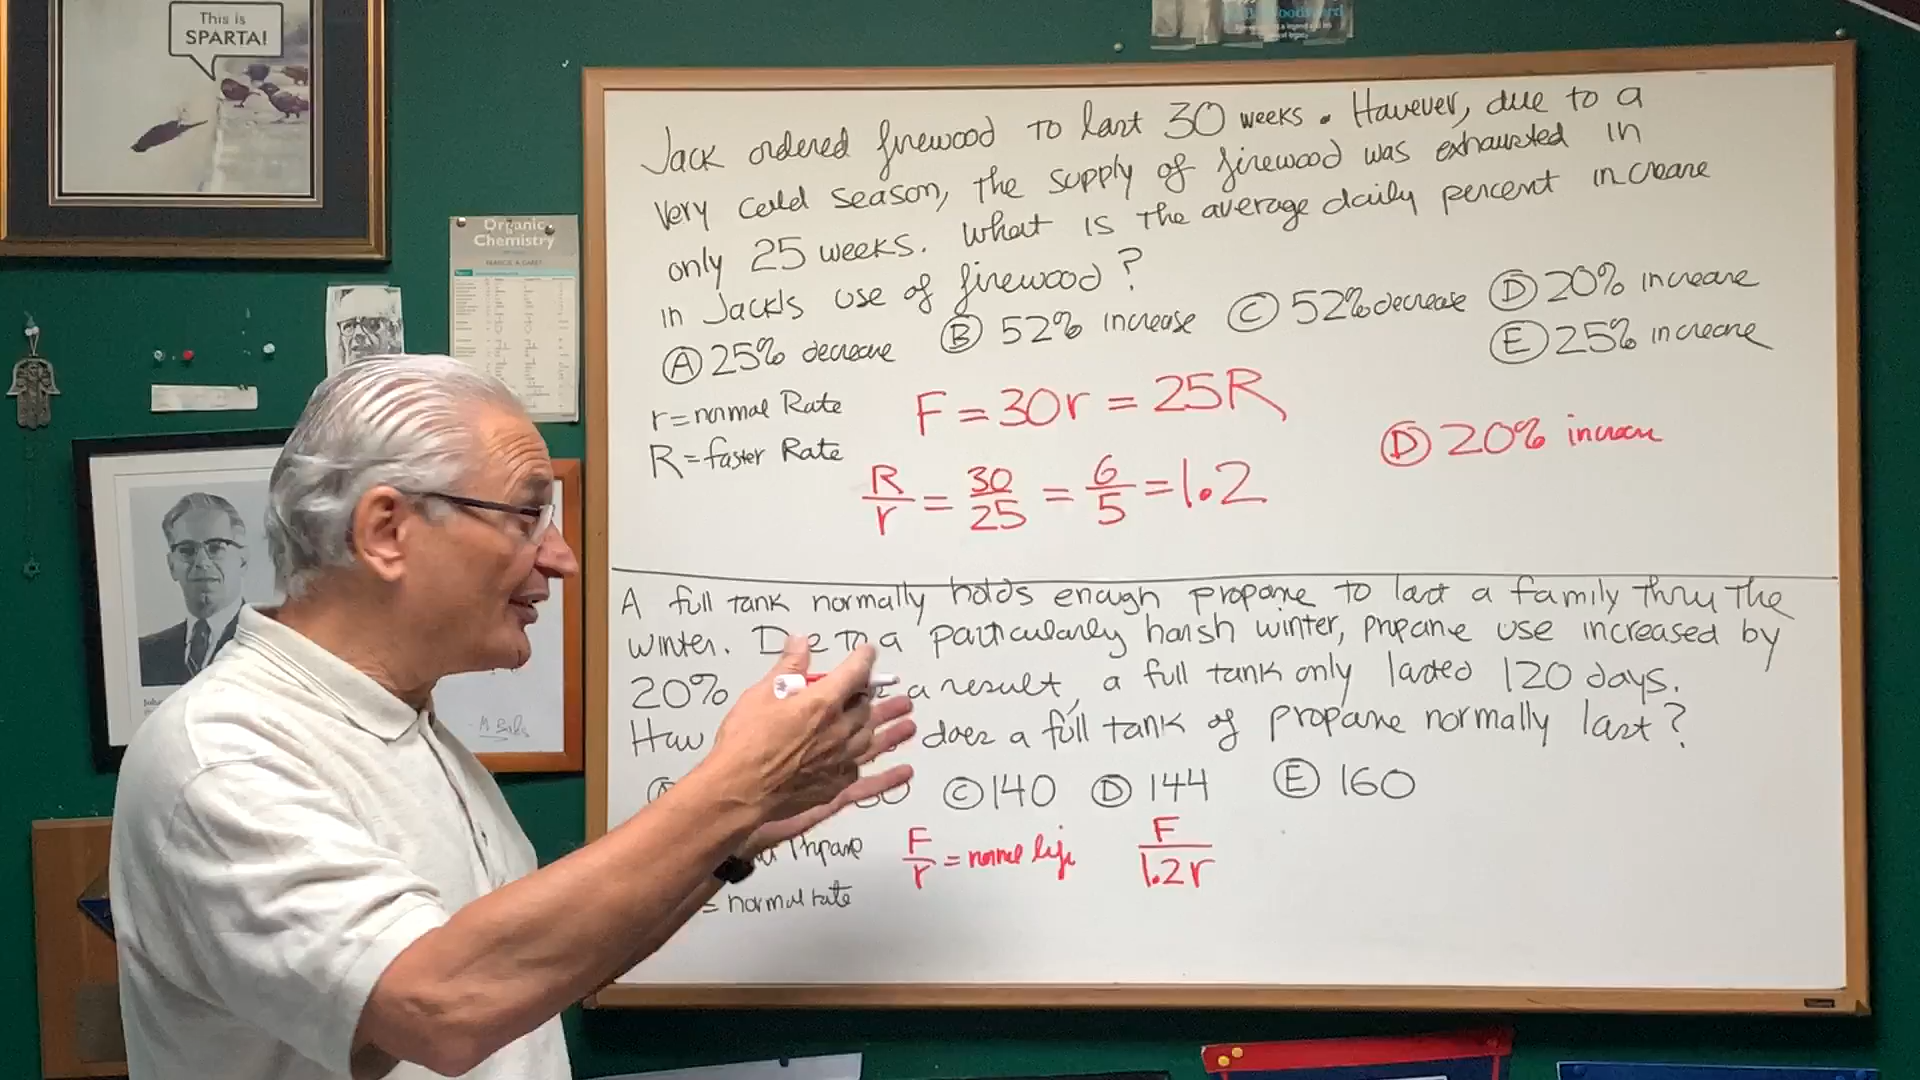 This is
SPARTA!
Organic
Chemistry
Jack ordered firewood to last 30 weeks. However, due to a
very cold season, the supply of firewood was exhausted in
only 25 weeks. What is the average daily percent increase
in Jack's use of firewood?
Ⓐ 25% decrease Ⓑ 52% increase Ⓒ 52% decrease Ⓓ 20% increase
Ⓔ 25% increase
r = normal Rate
R = faster Rate
F = 30r = 25R
R/r = 30/25 = 6/5 = 1.2
Ⓓ 20% increase
A full tank normally holds enough propane to last a family thru the
winter. Due to a particularly harsh winter, propane use increased by
20% a result, a full tank only lasted 120 days.
How does a full tank of propane normally last?
Ⓒ 140 Ⓓ 144 Ⓔ 160
Propane
= normal rate
F/r = normal life
F/1.2r